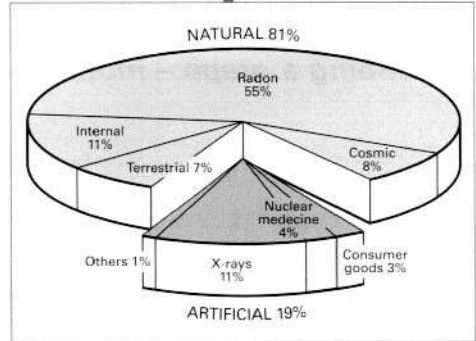 NATURAL 81%
Radon
55%
Internal
11%
Terrestrial 7%
Cosmic
8%
Nuclear
medecine
4%
Others 1%
X-rays
11%
Consumer
goods 3%
ARTIFICIAL 19%